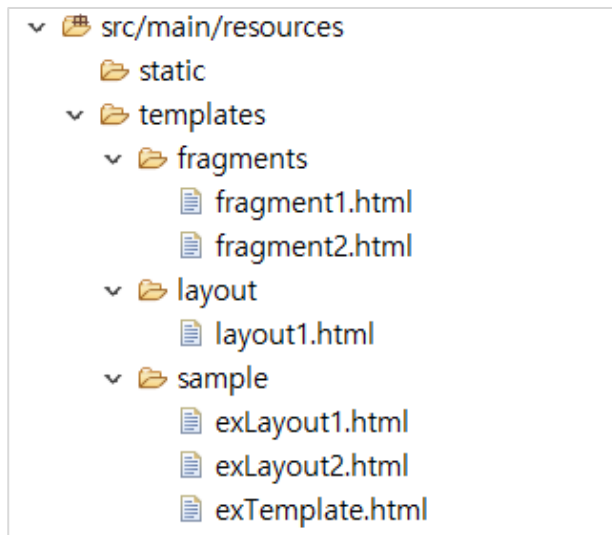 src/main/resources
static
templates
fragments
fragment1.html
fragment2.html
layout
layout1.html
sample
exLayout1.html
exLayout2.html
exTemplate.html